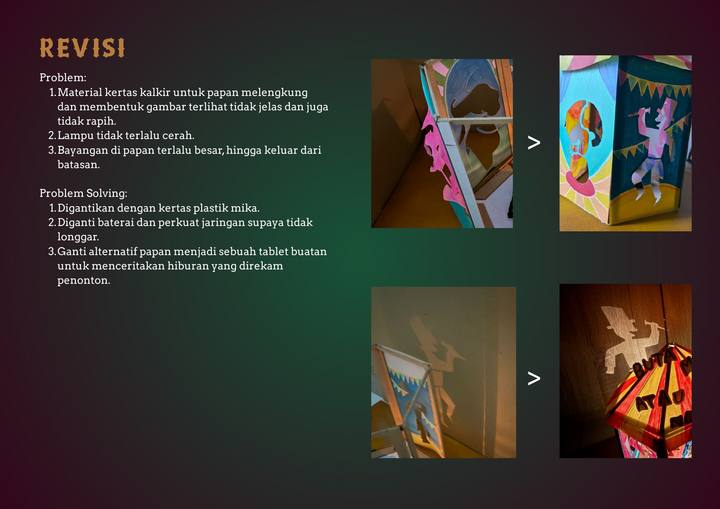 REVISI
Problem:
1. Material kertas kalkir untuk papan melengkung
dan membentuk gambar terlihat tidak jelas dan juga
tidak rapih.
2. Lampu tidak terlalu cerah.
3. Bayangan di papan terlalu besar, hingga keluar dari
batasan.
Problem Solving:
1. Digantikan dengan kertas plastik mika.
2. Diganti baterai dan perkuat jaringan supaya tidak
longgar.
3. Ganti alternatif papan menjadi sebuah tablet buatan
untuk menceritakan hiburan yang direkam
penonton.
>
>
ATAU